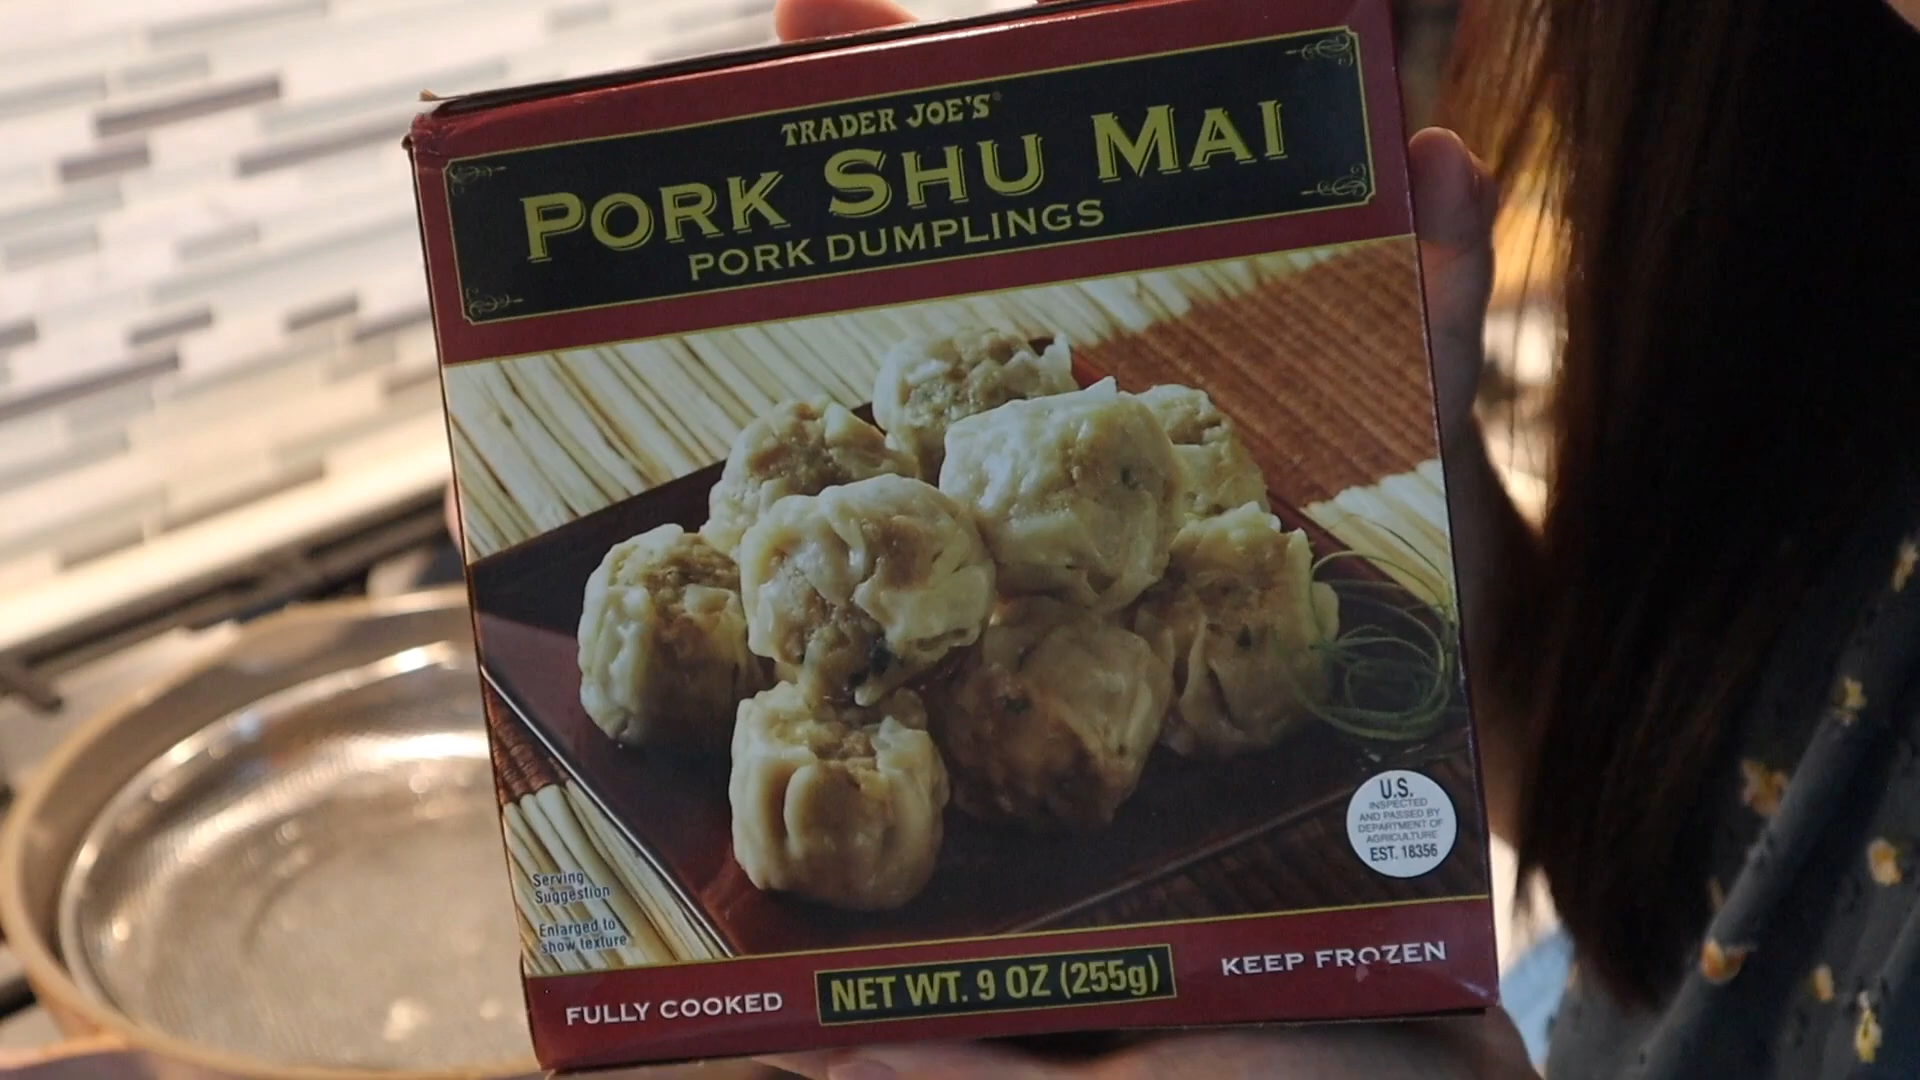 TRADER JOE'S®
PORK SHU MAI
PORK DUMPLINGS
U.S.
INSPECTED
AND PASSED BY
DEPARTMENT OF
AGRICULTURE
EST. 18356
Serving
Suggestion
Enlarged to
show texture
FULLY COOKED
NET WT. 9 OZ (255g)
KEEP FROZEN